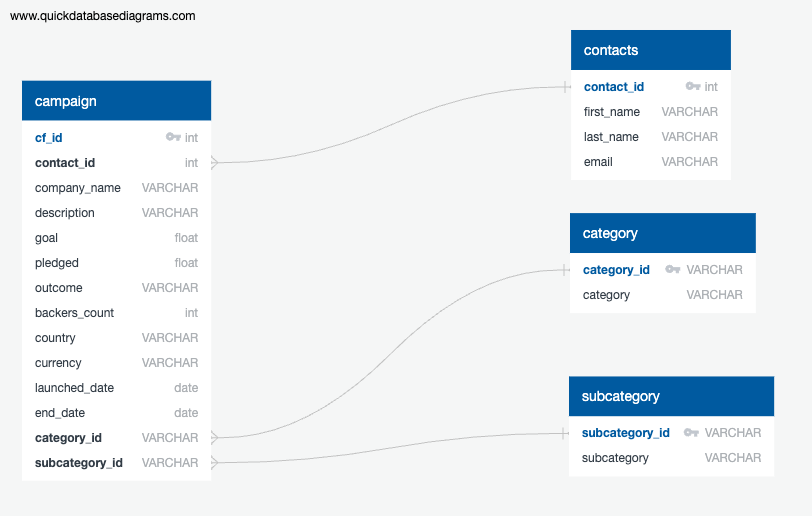 www.quickdatabasediagrams.com
campaign
cf_id int
contact_id int
company_name VARCHAR
description VARCHAR
goal float
pledged float
outcome VARCHAR
backers_count int
country VARCHAR
currency VARCHAR
launched_date date
end_date date
category_id VARCHAR
subcategory_id VARCHAR
contacts
contact_id int
first_name VARCHAR
last_name VARCHAR
email VARCHAR
category
category_id VARCHAR
category VARCHAR
subcategory
subcategory_id VARCHAR
subcategory VARCHAR